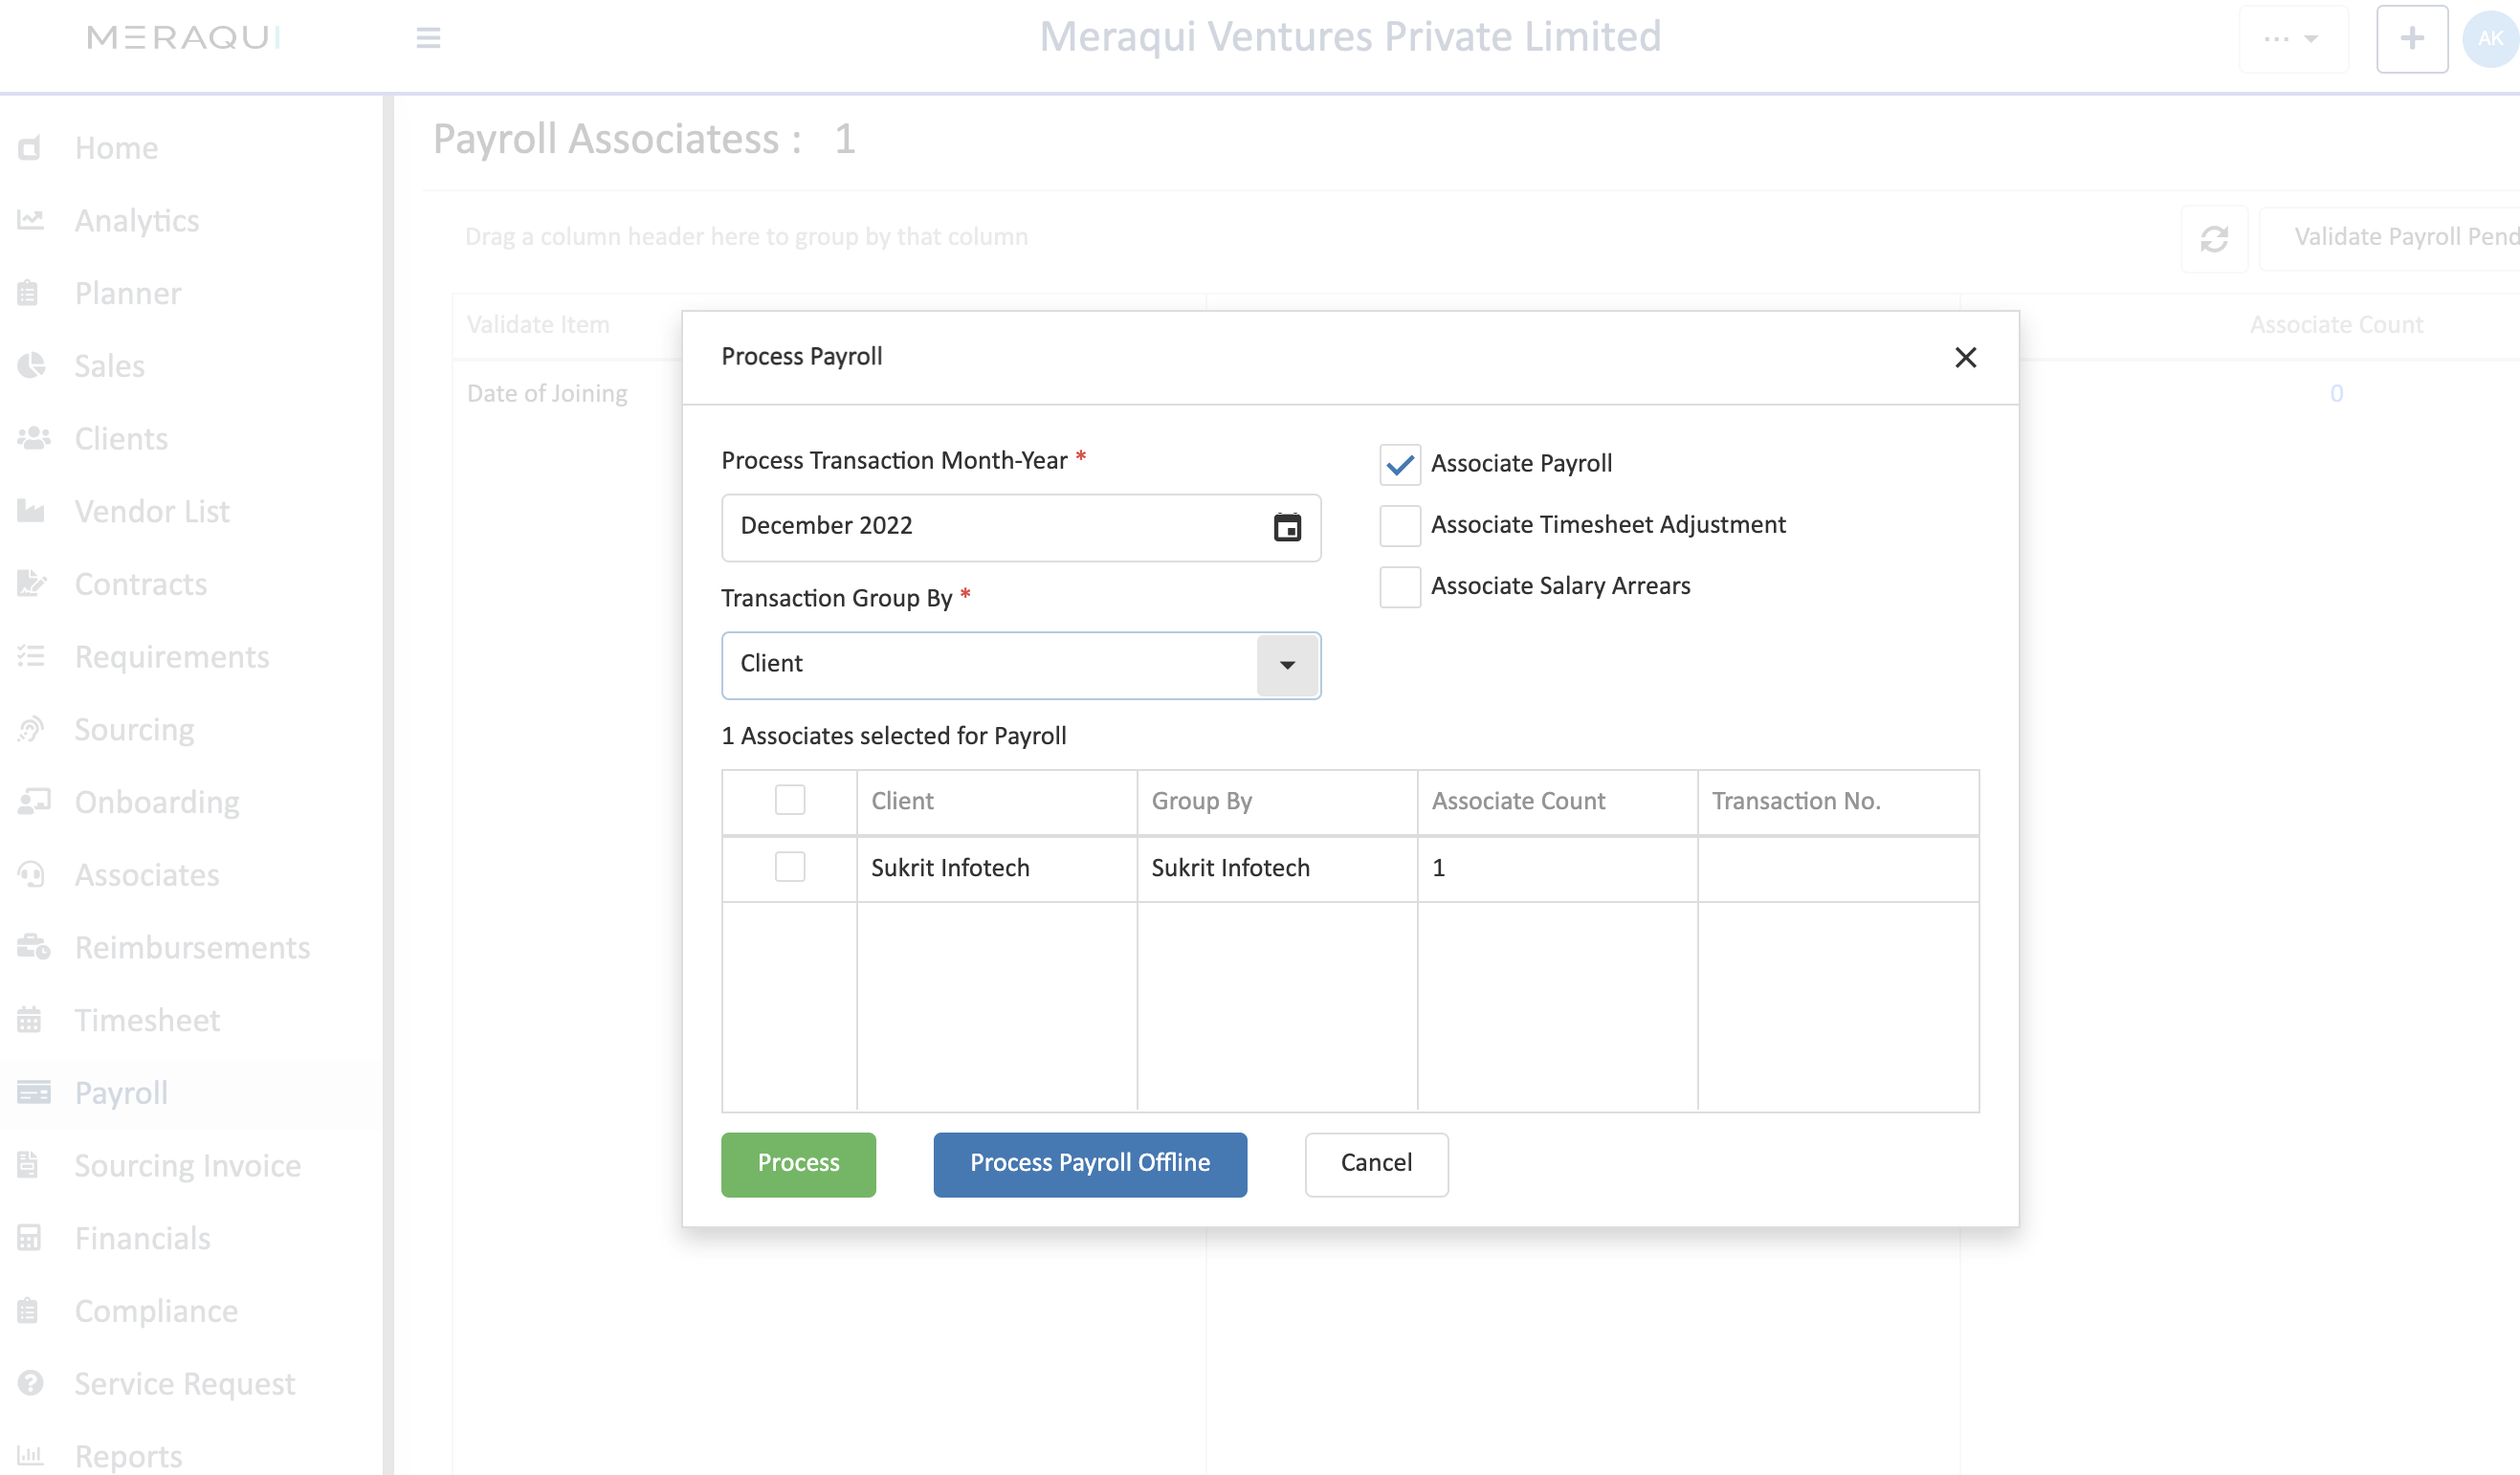 MERAQUI
Meraqui Ventures Private Limited
AK
Home
Analytics
Planner
Sales
Clients
Vendor List
Contracts
Requirements
Sourcing
Onboarding
Associates
Reimbursements
Timesheet
Payroll
Sourcing Invoice
Financials
Compliance
Service Request
Reports
Payroll Associatess : 1
Drag a column header here to group by that column
Validate Payroll Pend
Validate Item
Associate Count
Date of Joining
0
Process Payroll
Process Transaction Month-Year *
December 2022
Transaction Group By *
Client
Associate Payroll
Associate Timesheet Adjustment
Associate Salary Arrears
1 Associates selected for Payroll
Client Group By Associate Count Transaction No.
Sukrit Infotech Sukrit Infotech 1
Process Process Payroll Offline Cancel